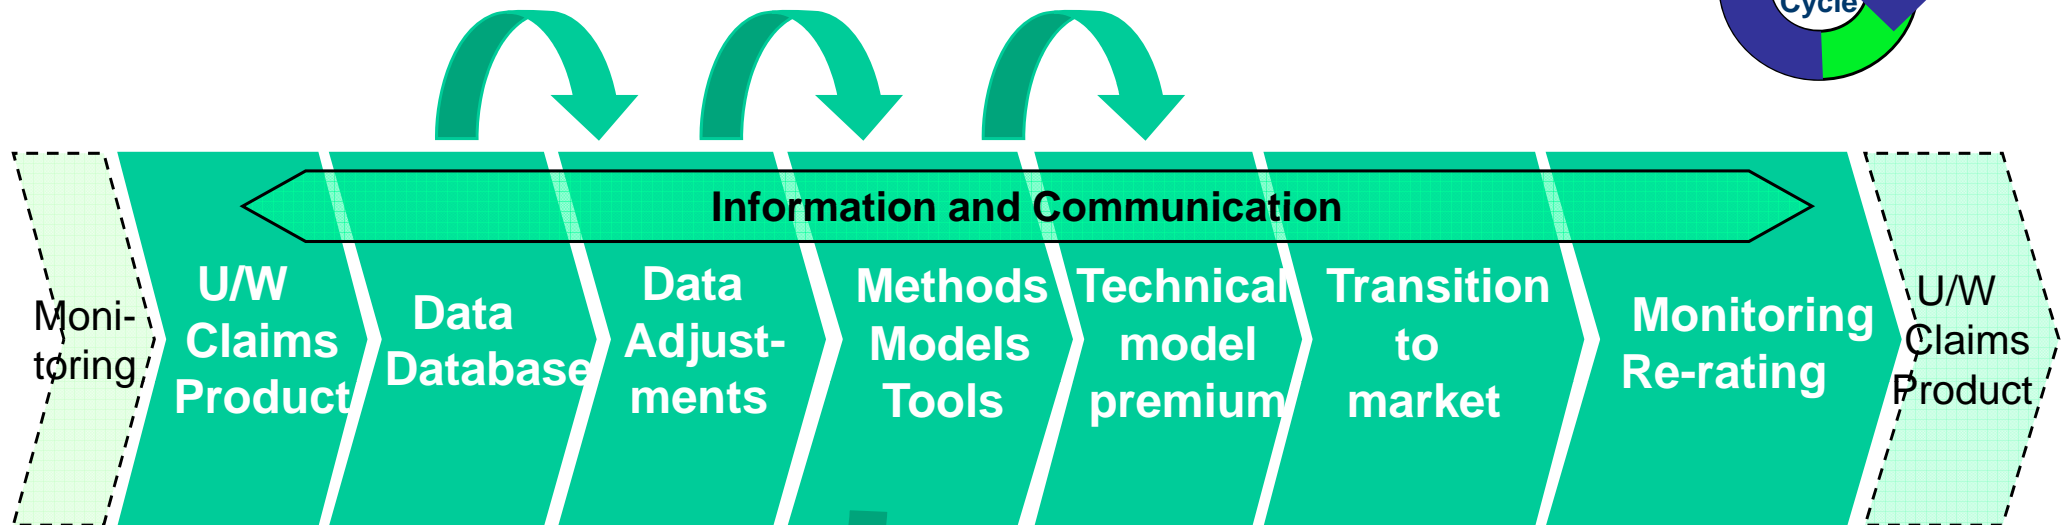 Cycle
Information and Communication
Moni-
toring
U/W
Claims
Product
Data
Database
Data
Adjust-
ments
Methods
Models
Tools
Technical
model
premium
Transition
to
market
Monitoring
Re-rating
U/W
Claims
Product